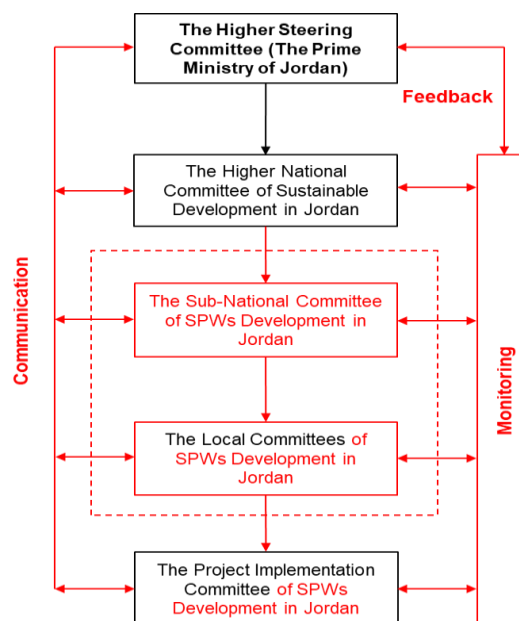 The Higher Steering
Committee (The Prime
Ministry of Jordan)
Feedback
The Higher National
Committee of Sustainable
Development in Jordan
The Sub-National Committee
of SPWs Development in
Jordan
Communication
Monitoring
The Local Committees of
SPWs Development in
Jordan
The Project Implementation
Committee of SPWs
Development in Jordan